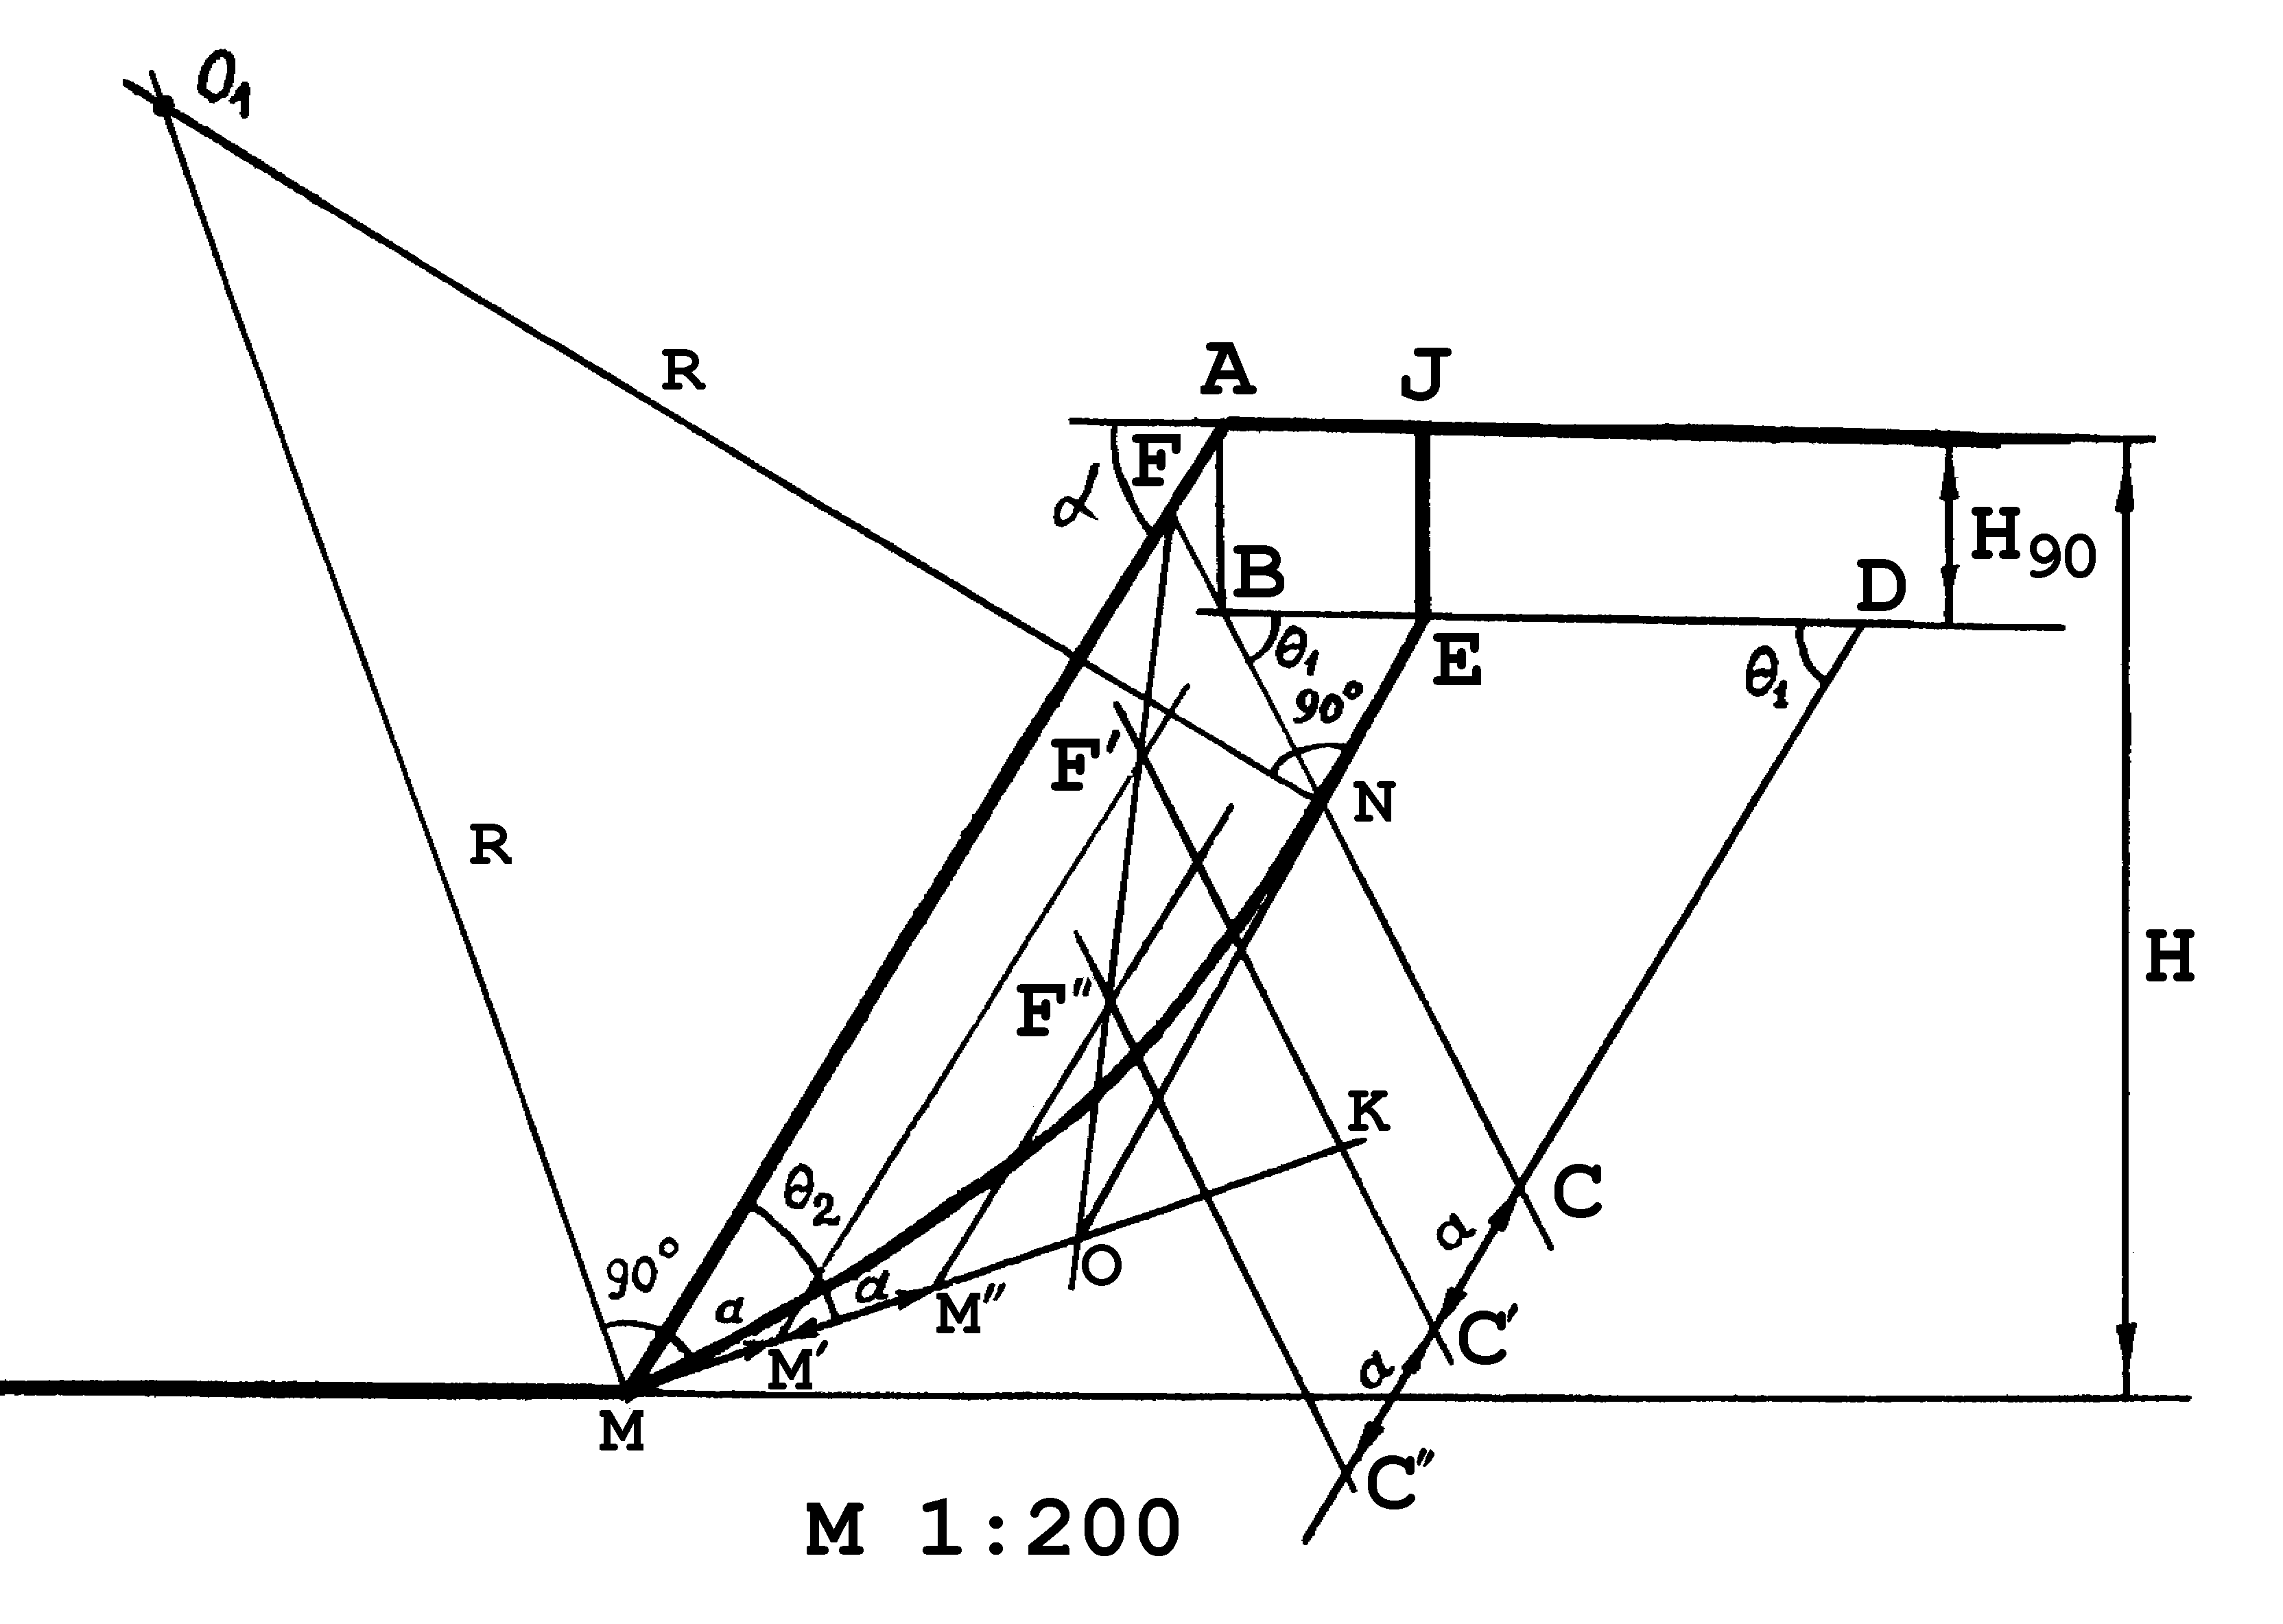 O₁
R
A J
F
α
H₉₀
B D
θ₁
E
θ₁
90°
F′
N
R
H
F″
K
θ₂
C
a
90°
O
a
a
M″
C′
M′
a
M
C″
M 1:200